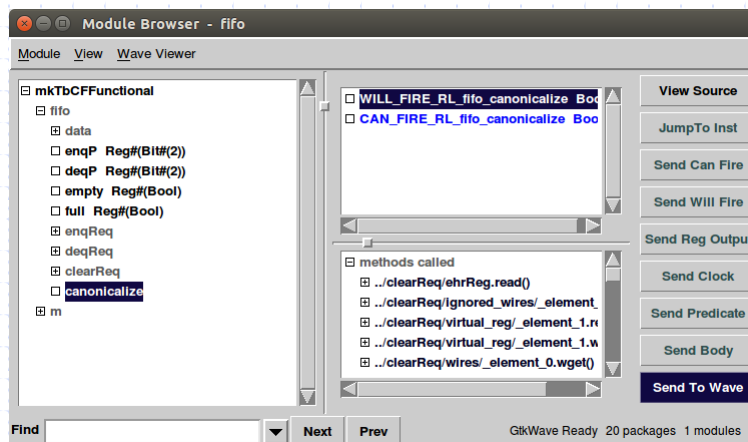 Module Browser - fifo
Module View Wave Viewer
mkTbCFFunctional
fifo
data
enqP Reg#(Bit#(2))
deqP Reg#(Bit#(2))
empty Reg#(Bool)
full Reg#(Bool)
enqReq
deqReq
clearReq
canonicalize
m
WILL_FIRE_RL_fifo_canonicalize Boo
CAN_FIRE_RL_fifo_canonicalize Boo
methods called
../clearReq/ehrReg.read()
../clearReq/ignored_wires/_element_
../clearReq/virtual_reg/_element_1.re
../clearReq/virtual_reg/_element_1.w
../clearReq/wires/_element_0.wget()
View Source
JumpTo Inst
Send Can Fire
Send Will Fire
Send Reg Outpu
Send Clock
Send Predicate
Send Body
Send To Wave
Find
Next Prev
GtkWave Ready 20 packages 1 modules